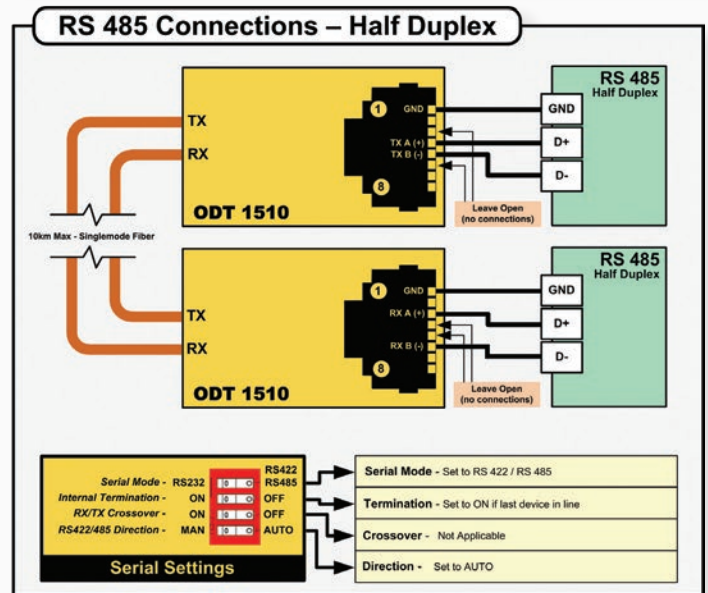 RS 485 Connections – Half Duplex
TX
RX
ODT 1510
1
GND
TX A (+)
TX B (-)
8
Leave Open
(no connections)
RS 485
Half Duplex
GND
D+
D-
10km Max - Singlemode Fiber
TX
RX
ODT 1510
1
GND
RX A (+)
RX B (-)
8
Leave Open
(no connections)
RS 485
Half Duplex
GND
D+
D-
RS422
Serial Mode - RS232 0 RS485
Internal Termination - ON 0 OFF
RX/TX Crossover - ON 0 OFF
RS422/485 Direction - MAN 0 AUTO
Serial Settings
Serial Mode - Set to RS 422 / RS 485
Termination - Set to ON if last device in line
Crossover - Not Applicable
Direction - Set to AUTO